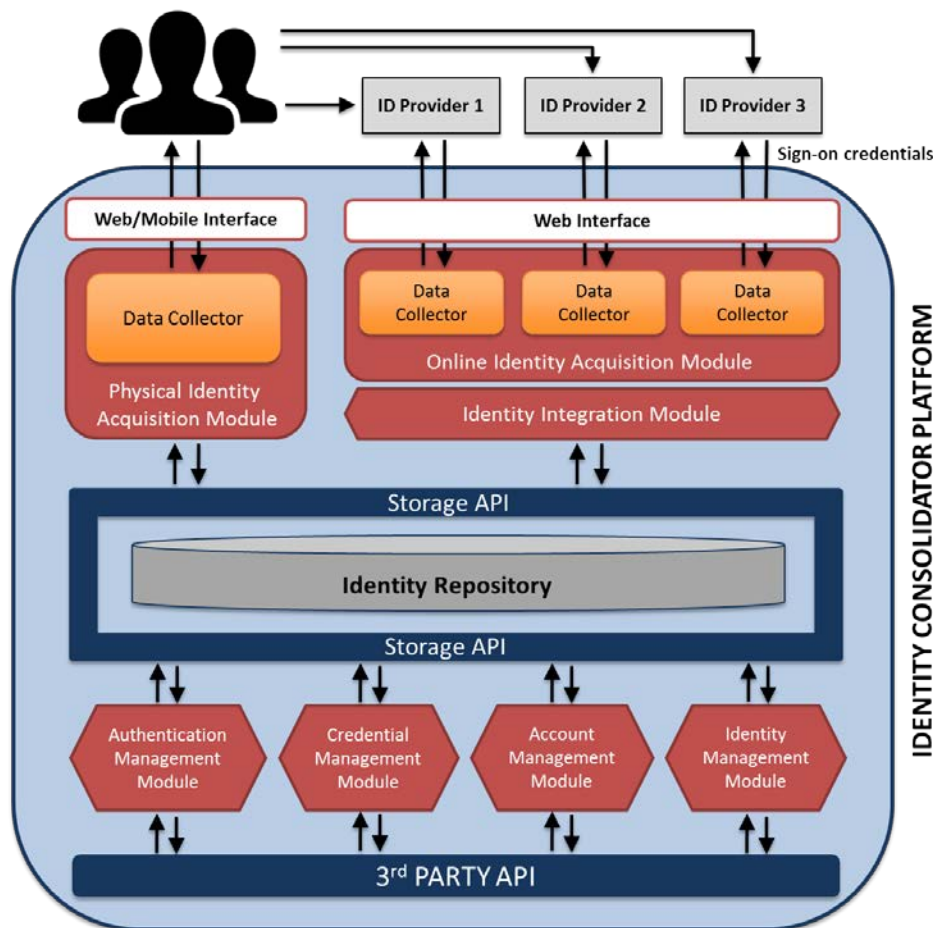 ID Provider 1
ID Provider 2
ID Provider 3
Sign-on credentials
Web/Mobile Interface
Web Interface
Data Collector
Physical Identity
Acquisition Module
Data
Collector
Data
Collector
Data
Collector
Online Identity Acquisition Module
Identity Integration Module
Storage API
Identity Repository
Storage API
Authentication
Management
Module
Credential
Management
Module
Account
Management
Module
Identity
Management
Module
3rd PARTY API
IDENTITY CONSOLIDATOR PLATFORM